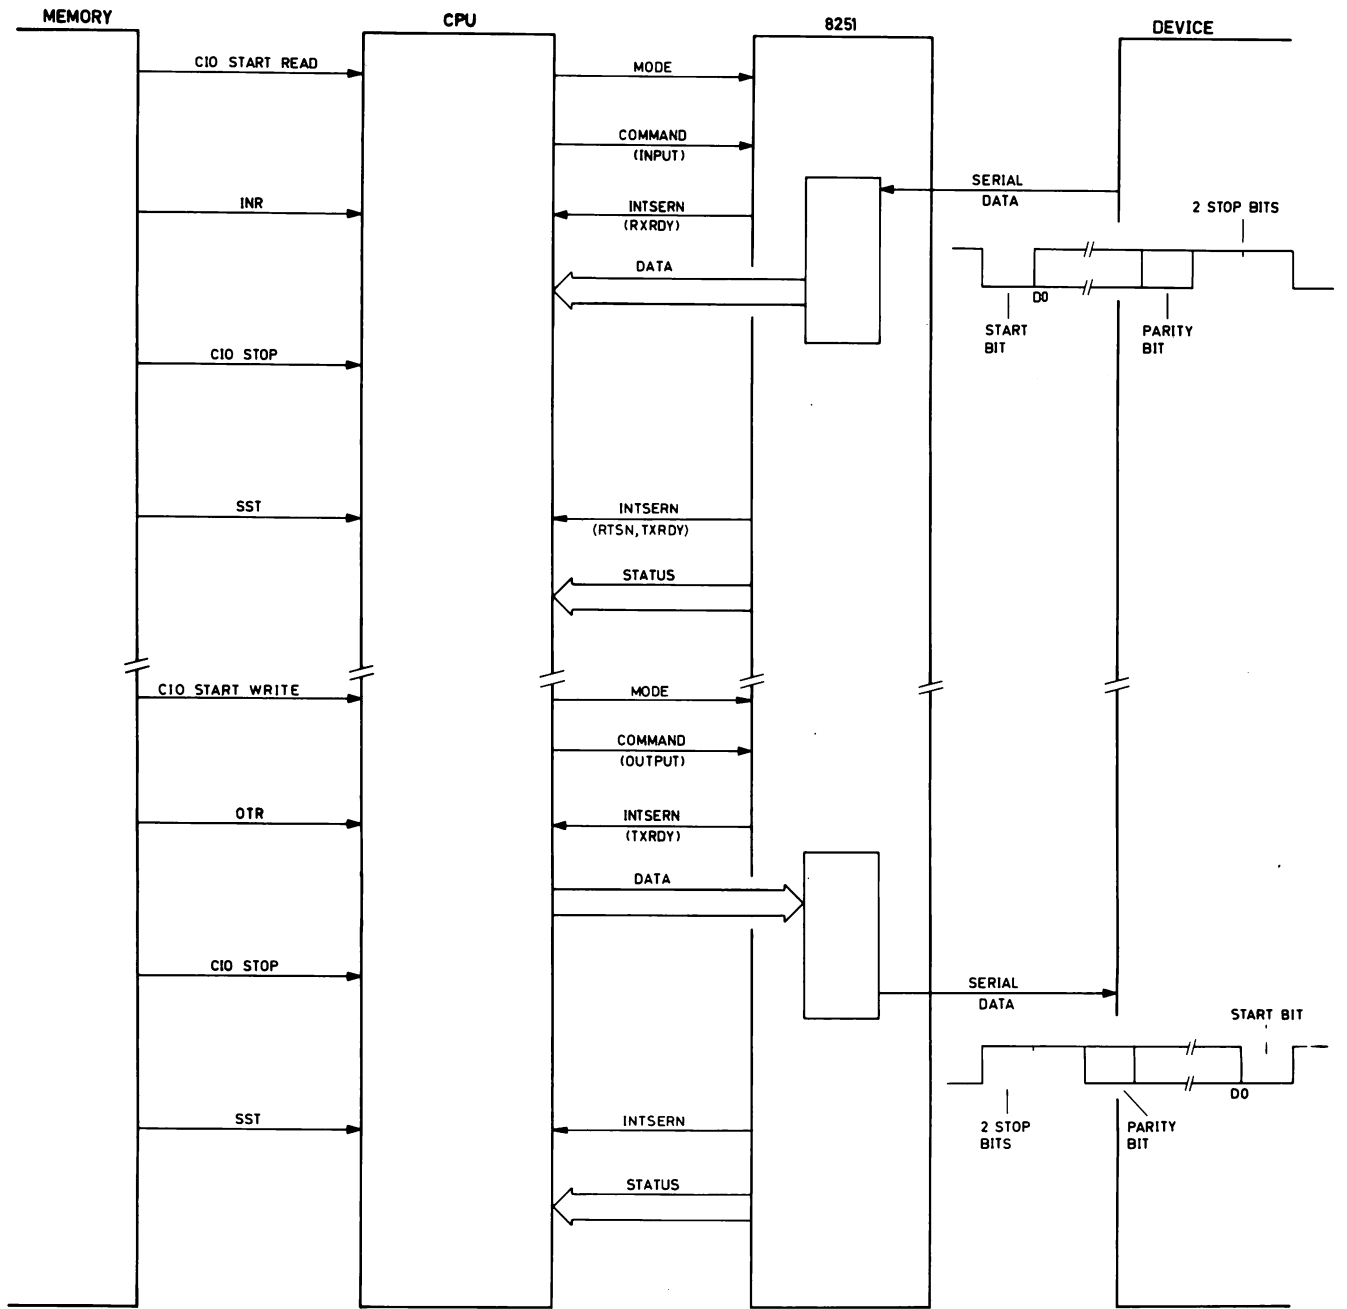 MEMORY
CPU
8251
DEVICE
CIO START READ
MODE
COMMAND
(INPUT)
SERIAL
DATA
INR
INTSERN
(RXRDY)
2 STOP BITS
DATA
D0
START
BIT
PARITY
BIT
CIO STOP
SST
INTSERN
(RTSN,TXRDY)
STATUS
CIO START WRITE
MODE
COMMAND
(OUTPUT)
OTR
INTSERN
(TXRDY)
DATA
CIO STOP
SERIAL
DATA
START BIT
D0
2 STOP
BITS
PARITY
BIT
SST
INTSERN
STATUS